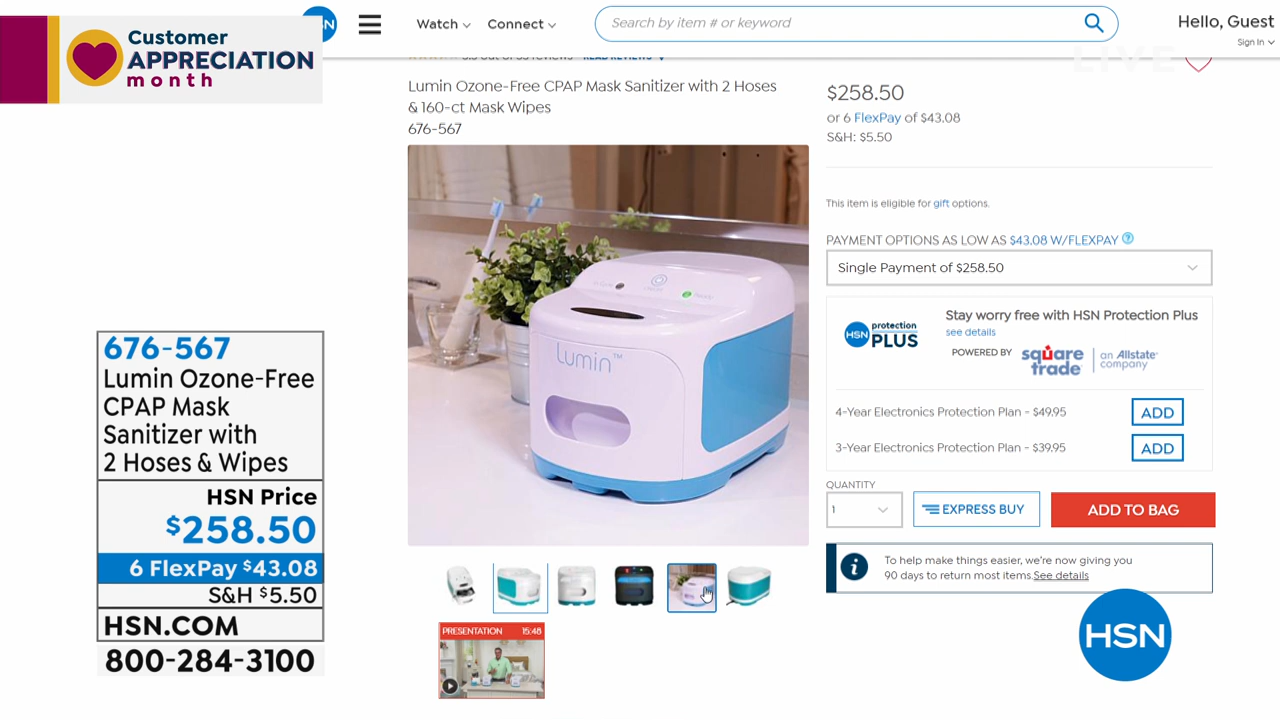 Customer
APPRECIATION
month
Watch
Connect
Search by item # or keyword
Hello, Guest
Sign In
LIVE
Lumin Ozone-Free CPAP Mask Sanitizer with 2 Hoses
& 160-ct Mask Wipes
676-567
$258.50
or 6 FlexPay of $43.08
S&H: $5.50
This item is eligible for gift options.
PAYMENT OPTIONS AS LOW AS $43.08 W/FLEXPAY
Single Payment of $258.50
HSN protection
PLUS
Stay worry free with HSN Protection Plus
see details
POWERED BY square trade | an Allstate company
4-Year Electronics Protection Plan - $49.95
ADD
3-Year Electronics Protection Plan - $39.95
ADD
QUANTITY
1
EXPRESS BUY
ADD TO BAG
To help make things easier, we're now giving you
90 days to return most items. See details
Lumin™
PRESENTATION 15:48
676-567
Lumin Ozone-Free
CPAP Mask
Sanitizer with
2 Hoses & Wipes
HSN Price
$258.50
6 FlexPay $43.08
S&H $5.50
HSN.COM
800-284-3100
HSN